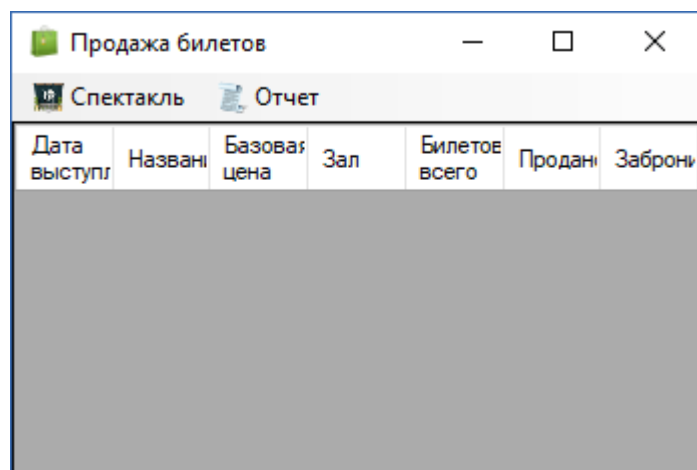 Продажа билетов
Спектакль Отчет
Дата выступл Названи Базовая цена Зал Билетов всего Продано Заброни